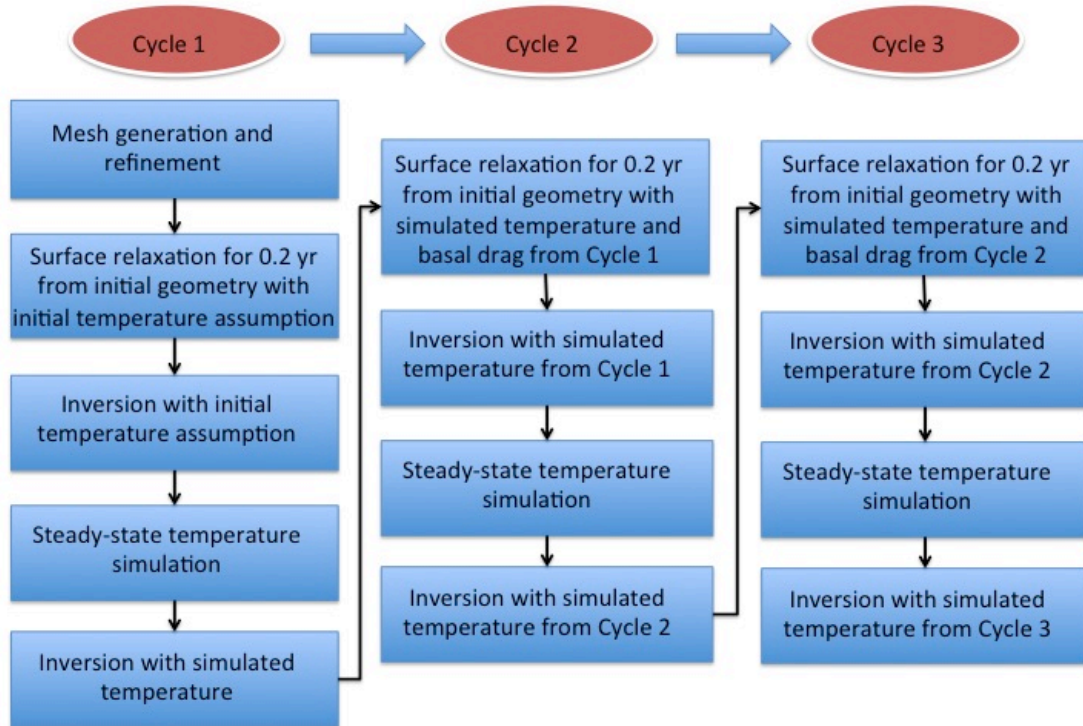 Cycle 1
Cycle 2
Cycle 3
Mesh generation and
refinement
Surface relaxation for 0.2 yr
from initial geometry with
initial temperature assumption
Inversion with initial
temperature assumption
Steady-state temperature
simulation
Inversion with simulated
temperature
Surface relaxation for 0.2 yr
from initial geometry with
simulated temperature and
basal drag from Cycle 1
Inversion with simulated
temperature from Cycle 1
Steady-state temperature
simulation
Inversion with simulated
temperature from Cycle 2
Surface relaxation for 0.2 yr
from initial geometry with
simulated temperature and
basal drag from Cycle 2
Inversion with simulated
temperature from Cycle 2
Steady-state temperature
simulation
Inversion with simulated
temperature from Cycle 3